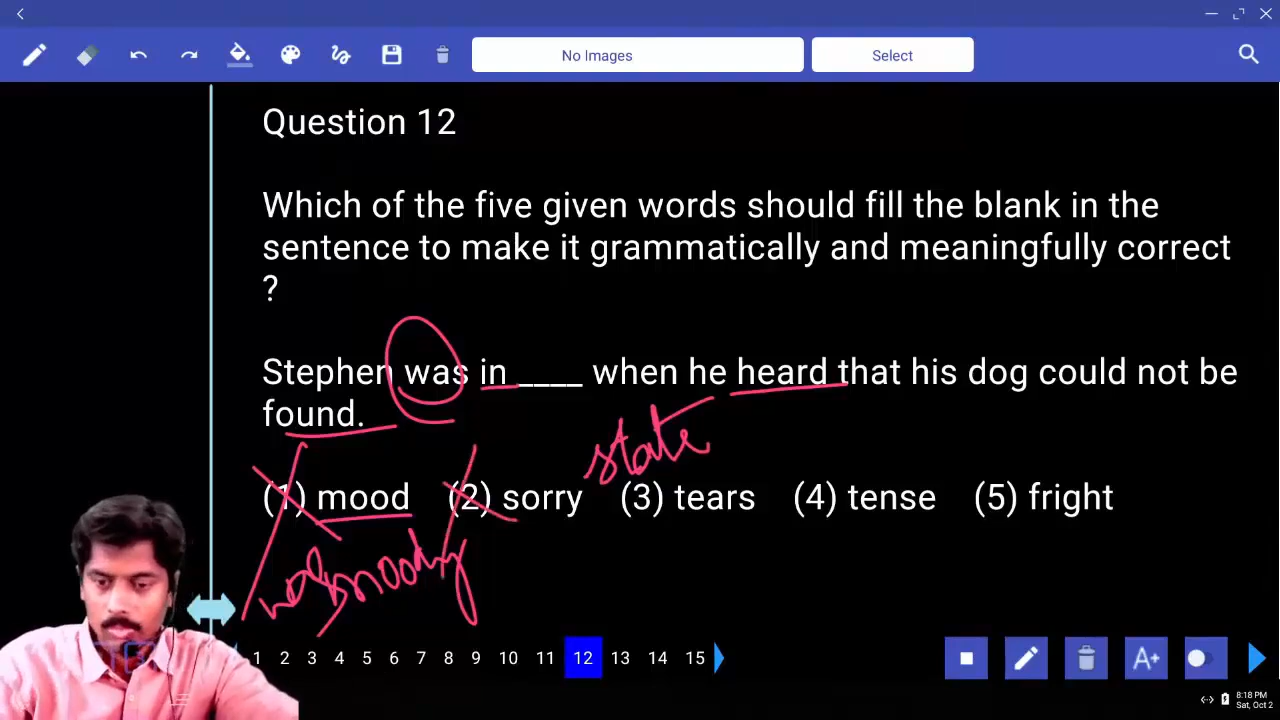 No Images
Select
Question 12
Which of the five given words should fill the blank in the
sentence to make it grammatically and meaningfully correct
?
Stephen was in ____ when he heard that his dog could not be
found.
state
(1) mood (2) sorry (3) tears (4) tense (5) fright
moody
1 2 3 4 5 6 7 8 9 10 11 12 13 14 15
A+
8:18 PM
Sat, Oct 2